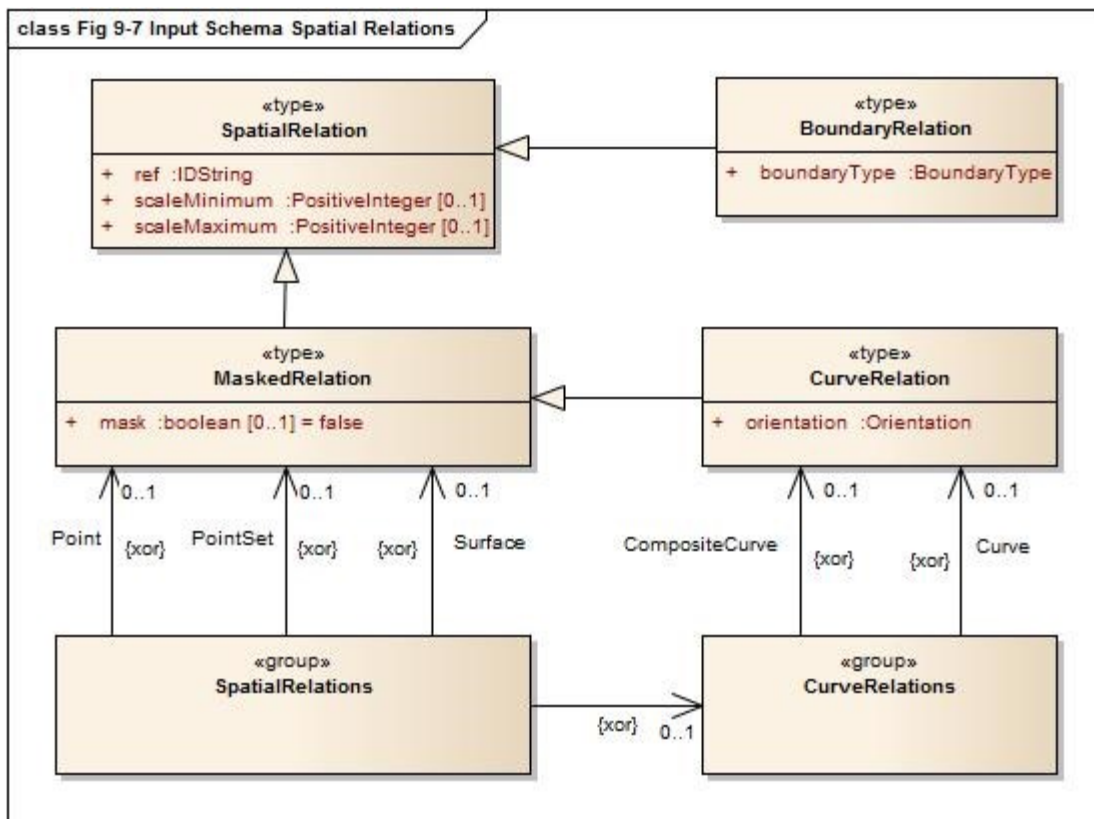 class Fig 9-7 Input Schema Spatial Relations
«type»
SpatialRelation
+ ref :IDString
+ scaleMinimum :PositiveInteger [0..1]
+ scaleMaximum :PositiveInteger [0..1]
«type»
BoundaryRelation
+ boundaryType :BoundaryType
«type»
MaskedRelation
+ mask :boolean [0..1] = false
«type»
CurveRelation
+ orientation :Orientation
0..1
0..1
0..1
0..1
0..1
Point
{xor}
PointSet
{xor}
{xor}
Surface
CompositeCurve
{xor}
{xor}
Curve
«group»
SpatialRelations
{xor}
0..1
«group»
CurveRelations